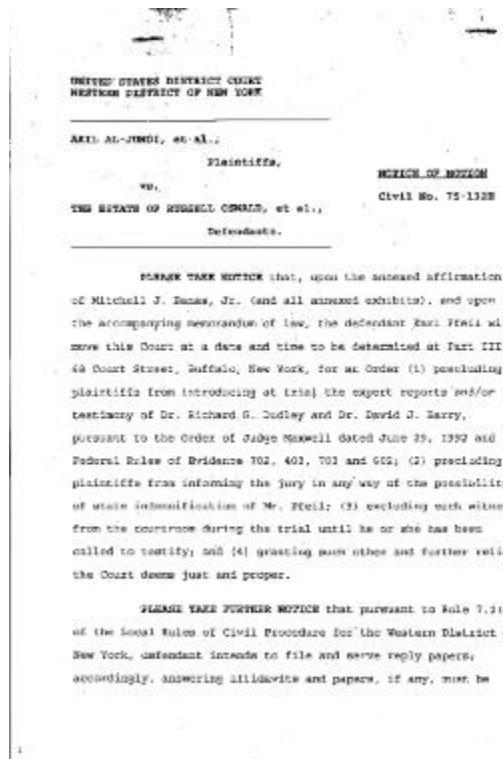 UNITED STATES DISTRICT COURT
WESTERN DISTRICT OF NEW YORK
AKIL AL-JUNDI, et al.,
Plaintiffs,
vs.
NOTICE OF MOTION
Civil No. 75-132E
THE ESTATE OF RUSSELL OSWALD, et al.,
Defendants.
PLEASE TAKE NOTICE that, upon the annexed affirmation
of Mitchell J. Banas, Jr. (and all annexed exhibits), and upon
the accompanying memorandum of law, the defendant Karl Pfeil wi
move this Court at a date and time to be determined at Part III
68 Court Street, Buffalo, New York, for an Order (1) precluding
plaintiffs from introducing at trial the expert reports and/or
testimony of Dr. Richard G. Dudley and Dr. David J. Barry,
pursuant to the Order of Judge Maxwell dated June 29, 1992 and
Federal Rules of Evidence 702, 403, 703 and 602; (2) precluding
plaintiffs from informing the jury in any way of the possibilit
of state indemnification of Mr. Pfeil; (3) excluding each witne
from the courtroom during the trial until he or she has been
called to testify; and (4) granting such other and further reli
the Court deems just and proper.
PLEASE TAKE FURTHER NOTICE that pursuant to Rule
of the Local Rules of Civil Procedure for the Western District
New York, defendant intends to file and serve reply papers;
accordingly, answering affidavits and papers, if any, must be